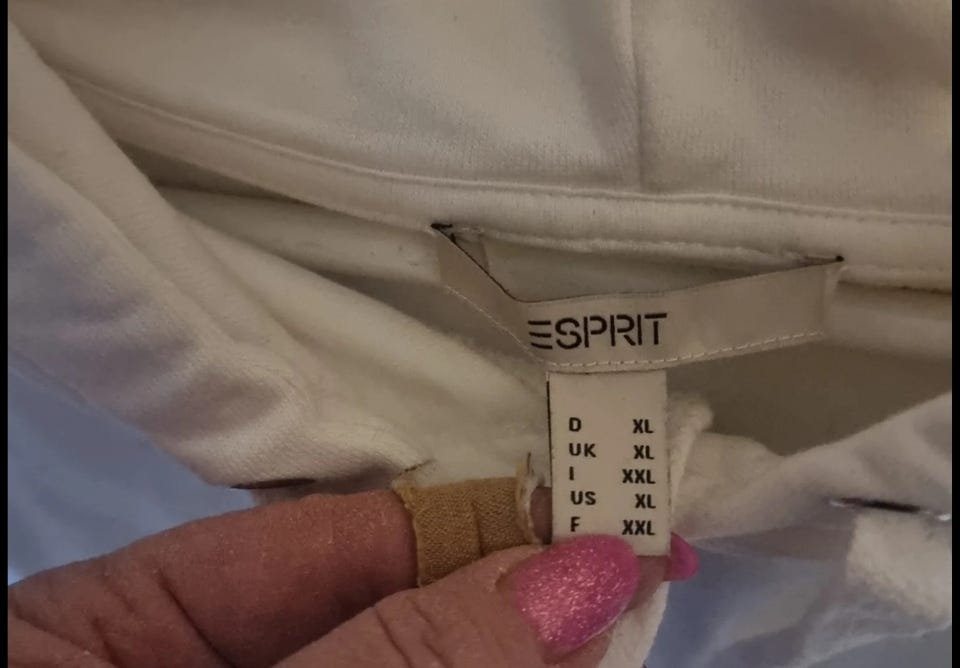 ESPRIT
D XL
UK XL
I XXL
US XL
F XXL